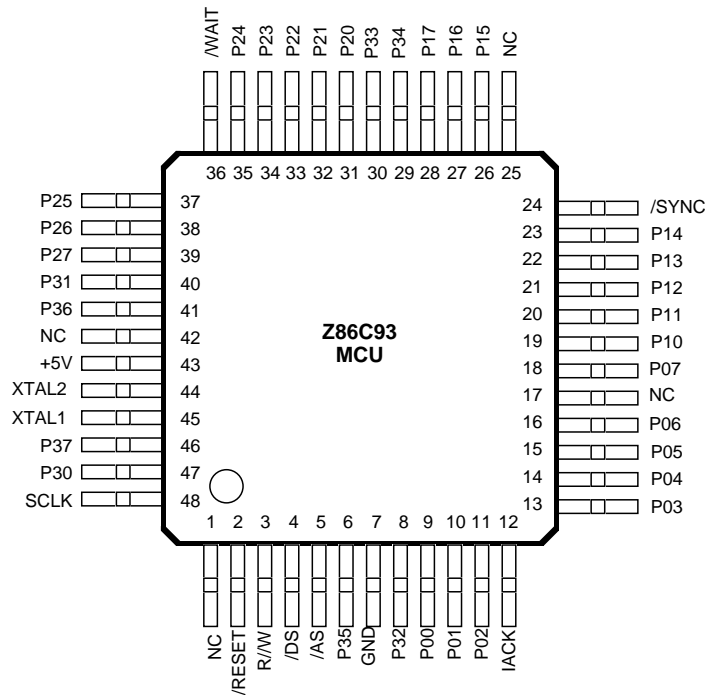 /WAIT P24 P23 P22 P21 P20 P33 P34 P17 P16 P15 NC
36 35 34 33 32 31 30 29 28 27 26 25
P25 37
P26 38
P27 39
P31 40
P36 41
NC 42
+5V 43
XTAL2 44
XTAL1 45
P37 46
P30 47
SCLK 48
Z86C93
MCU
24 /SYNC
23 P14
22 P13
21 P12
20 P11
19 P10
18 P07
17 NC
16 P06
15 P05
14 P04
13 P03
1 2 3 4 5 6 7 8 9 10 11 12
NC /RESET R//W /DS /AS P35 GND P32 P00 P01 P02 IACK